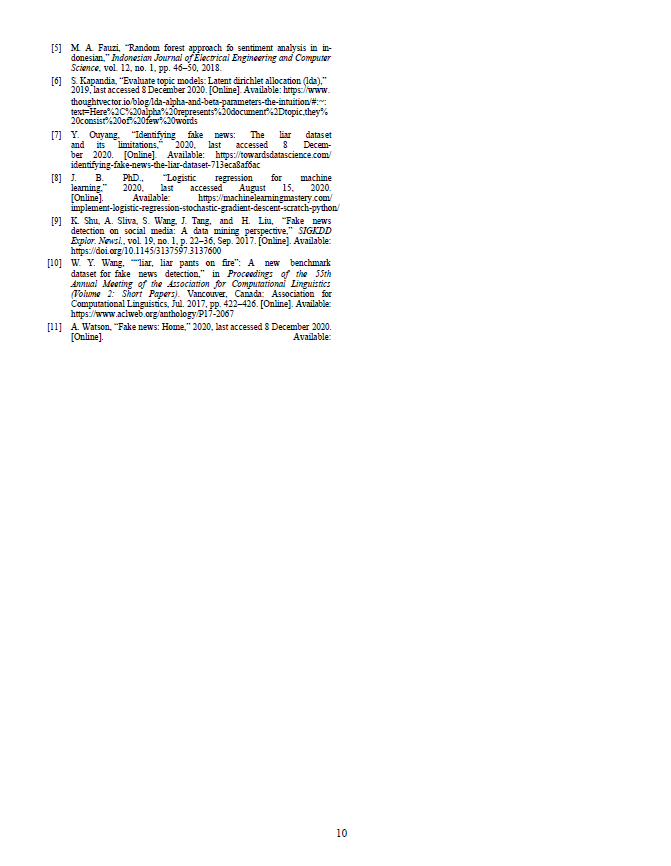 [5] M. A. Fauzi, “Random forest approach fo sentiment analysis in in-
donesian,” Indonesian Journal of Electrical Engineering and Computer
Science, vol. 12, no. 1, pp. 46–50, 2018.
[6] S. Kapandia, “Evaluate topic models: Latent dirichlet allocation (lda),”
2019, last accessed 8 December 2020. [Online]. Available: https://www.
thoughtvector.io/blog/lda-alpha-and-beta-parameters-the-intuition/#:~:
text=Here%2C%20alpha%20represents%20document%2Dtopic,they%
20consist%20of%20few%20words
[7] Y. Ouyang, “Identifying fake news: The liar dataset
and its limitations,” 2020, last accessed 8 Decem-
ber 2020. [Online]. Available: https://towardsdatascience.com/
identifying-fake-news-the-liar-dataset-713eca8af6ac
[8] J. B. PhD., “Logistic regression for machine
learning,” 2020, last accessed August 15, 2020.
[Online]. Available: https://machinelearningmastery.com/
implement-logistic-regression-stochastic-gradient-descent-scratch-python/
[9] K. Shu, A. Sliva, S. Wang, J. Tang, and H. Liu, “Fake news
detection on social media: A data mining perspective,” SIGKDD
Explor. Newsl., vol. 19, no. 1, p. 22–36, Sep. 2017. [Online]. Available:
https://doi.org/10.1145/3137597.3137600
[10] W. Y. Wang, ““liar, liar pants on fire”: A new benchmark
dataset for fake news detection,” in Proceedings of the 55th
Annual Meeting of the Association for Computational Linguistics
(Volume 2: Short Papers). Vancouver, Canada: Association for
Computational Linguistics, Jul. 2017, pp. 422–426. [Online]. Available:
https://www.aclweb.org/anthology/P17-2067
[11] A. Watson, “Fake news: Home,” 2020, last accessed 8 December 2020.
[Online]. Available:
10